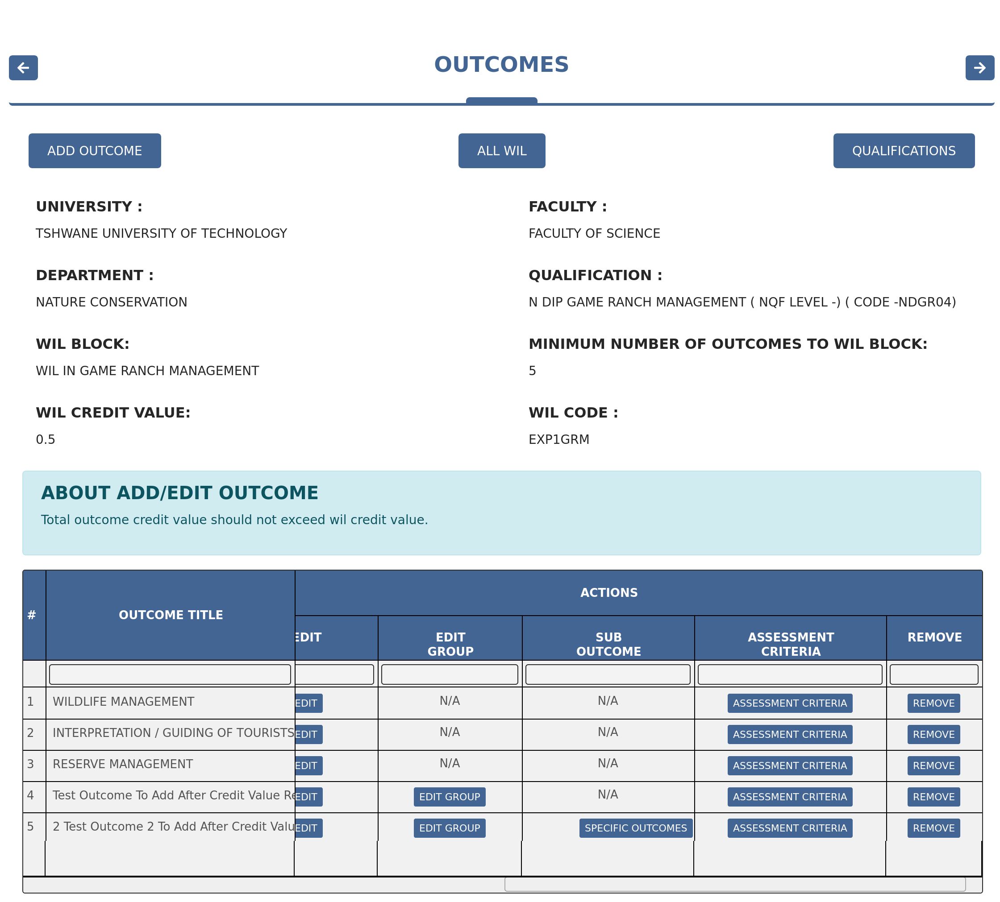 OUTCOMES
ADD OUTCOME
ALL WIL
QUALIFICATIONS
UNIVERSITY :
FACULTY :
TSHWANE UNIVERSITY OF TECHNOLOGY
FACULTY OF SCIENCE
DEPARTMENT :
QUALIFICATION :
NATURE CONSERVATION
N DIP GAME RANCH MANAGEMENT ( NQF LEVEL -) ( CODE -NDGR04)
WIL BLOCK:
MINIMUM NUMBER OF OUTCOMES TO WIL BLOCK:
WIL IN GAME RANCH MANAGEMENT
5
WIL CREDIT VALUE:
WIL CODE :
0.5
EXP1GRM
ABOUT ADD/EDIT OUTCOME
Total outcome credit value should not exceed wil credit value.
# OUTCOME TITLE ACTIONS
EDIT EDIT GROUP SUB OUTCOME ASSESSMENT CRITERIA REMOVE
1 WILDLIFE MANAGEMENT EDIT N/A N/A ASSESSMENT CRITERIA REMOVE
2 INTERPRETATION / GUIDING OF TOURISTS EDIT N/A N/A ASSESSMENT CRITERIA REMOVE
3 RESERVE MANAGEMENT EDIT N/A N/A ASSESSMENT CRITERIA REMOVE
4 Test Outcome To Add After Credit Value Re EDIT EDIT GROUP N/A ASSESSMENT CRITERIA REMOVE
5 2 Test Outcome 2 To Add After Credit Valu EDIT EDIT GROUP SPECIFIC OUTCOMES ASSESSMENT CRITERIA REMOVE